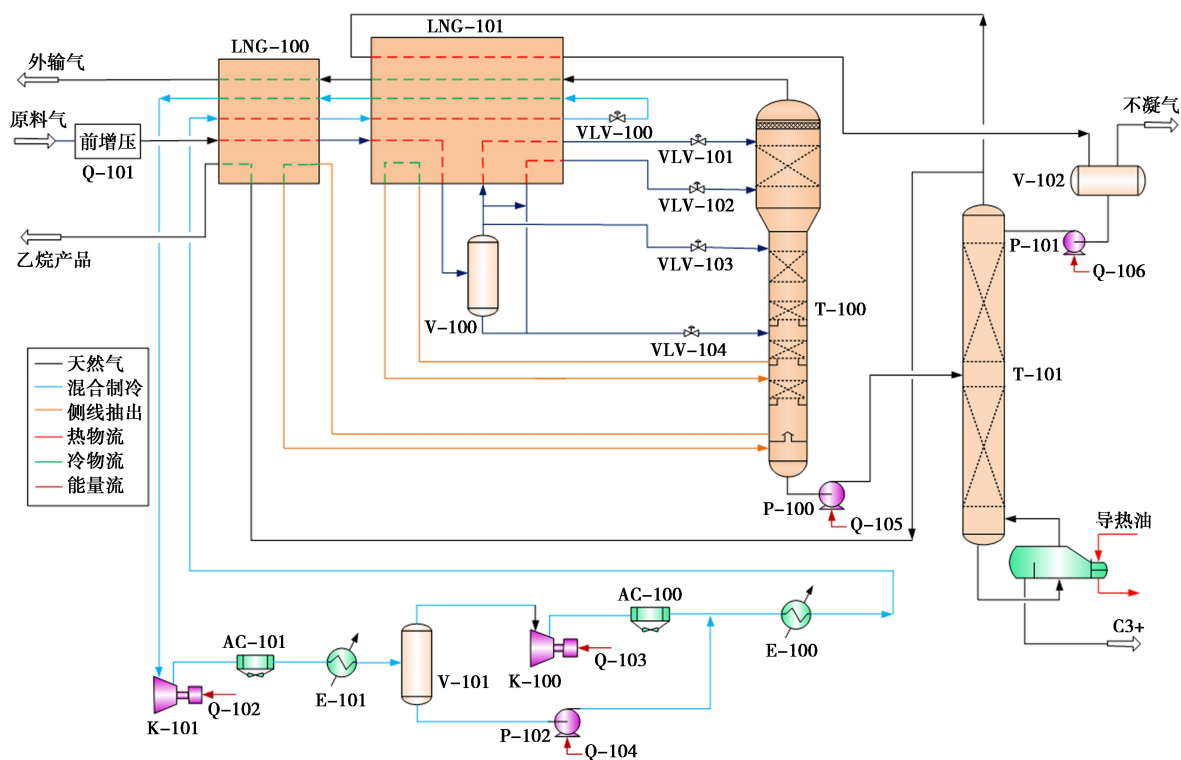 LNG-100
LNG-101
外输气
原料气
前增压
Q-101
乙烷产品
VLV-100
VLV-101
VLV-102
VLV-103
VLV-104
V-100
T-100
不凝气
V-102
P-101
Q-106
T-101
P-100
Q-105
导热油
C3+
天然气
混合制冷
侧线抽出
热物流
冷物流
能量流
AC-101
E-101
K-101
Q-102
V-101
K-100
Q-103
AC-100
E-100
P-102
Q-104